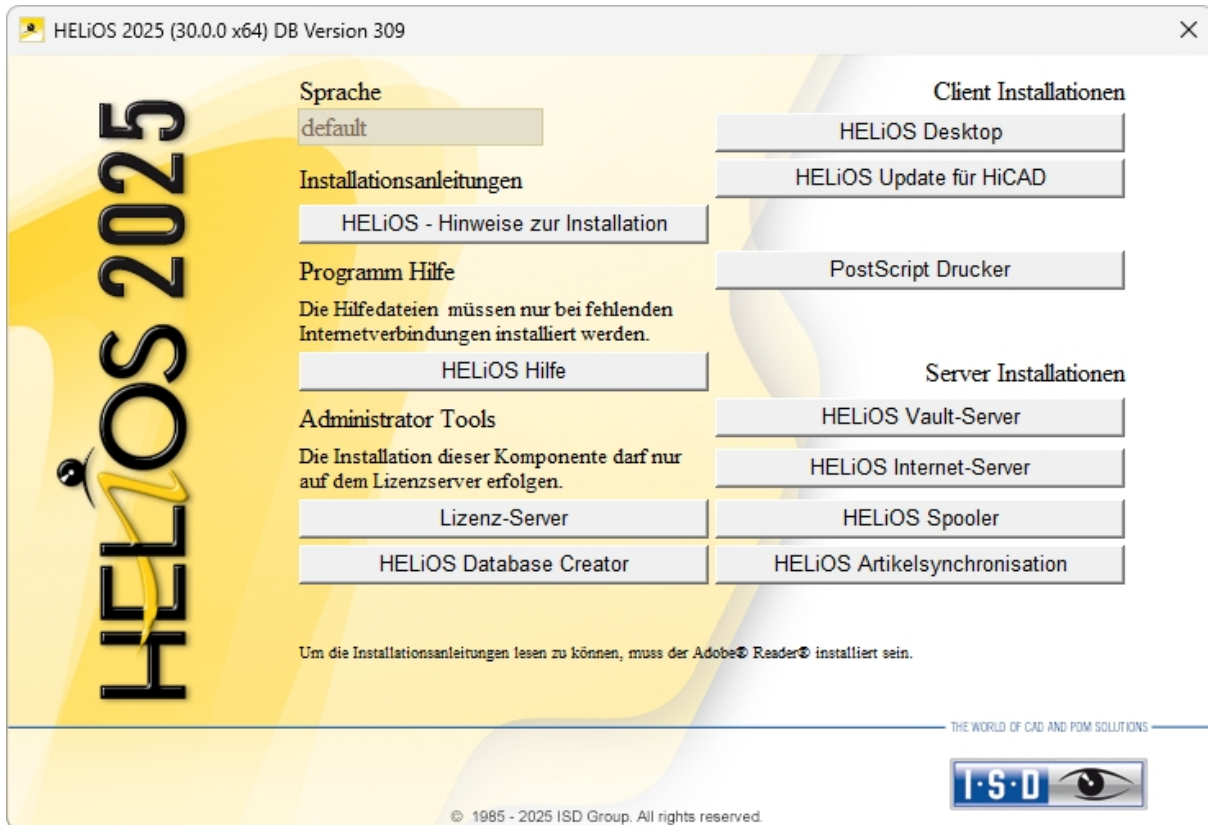 HELiOS 2025 (30.0.0 x64) DB Version 309
HELiOS 2025
Sprache
default
Installationsanleitungen
HELiOS - Hinweise zur Installation
Programm Hilfe
Die Hilfedateien  müssen nur bei fehlenden
Internetverbindungen installiert werden.
HELiOS Hilfe
Administrator Tools
Die Installation dieser Komponente darf nur
auf dem Lizenzserver erfolgen.
Lizenz-Server
HELiOS Database Creator
Client Installationen
HELiOS Desktop
HELiOS Update für HiCAD
PostScript Drucker
Server Installationen
HELiOS Vault-Server
HELiOS Internet-Server
HELiOS Spooler
HELiOS Artikelsynchronisation
Um die Installationsanleitungen lesen zu können, muss der Adobe® Reader® installiert sein.
THE WORLD OF CAD AND PDM SOLUTIONS
I·S·D
© 1985 - 2025 ISD Group. All rights reserved.